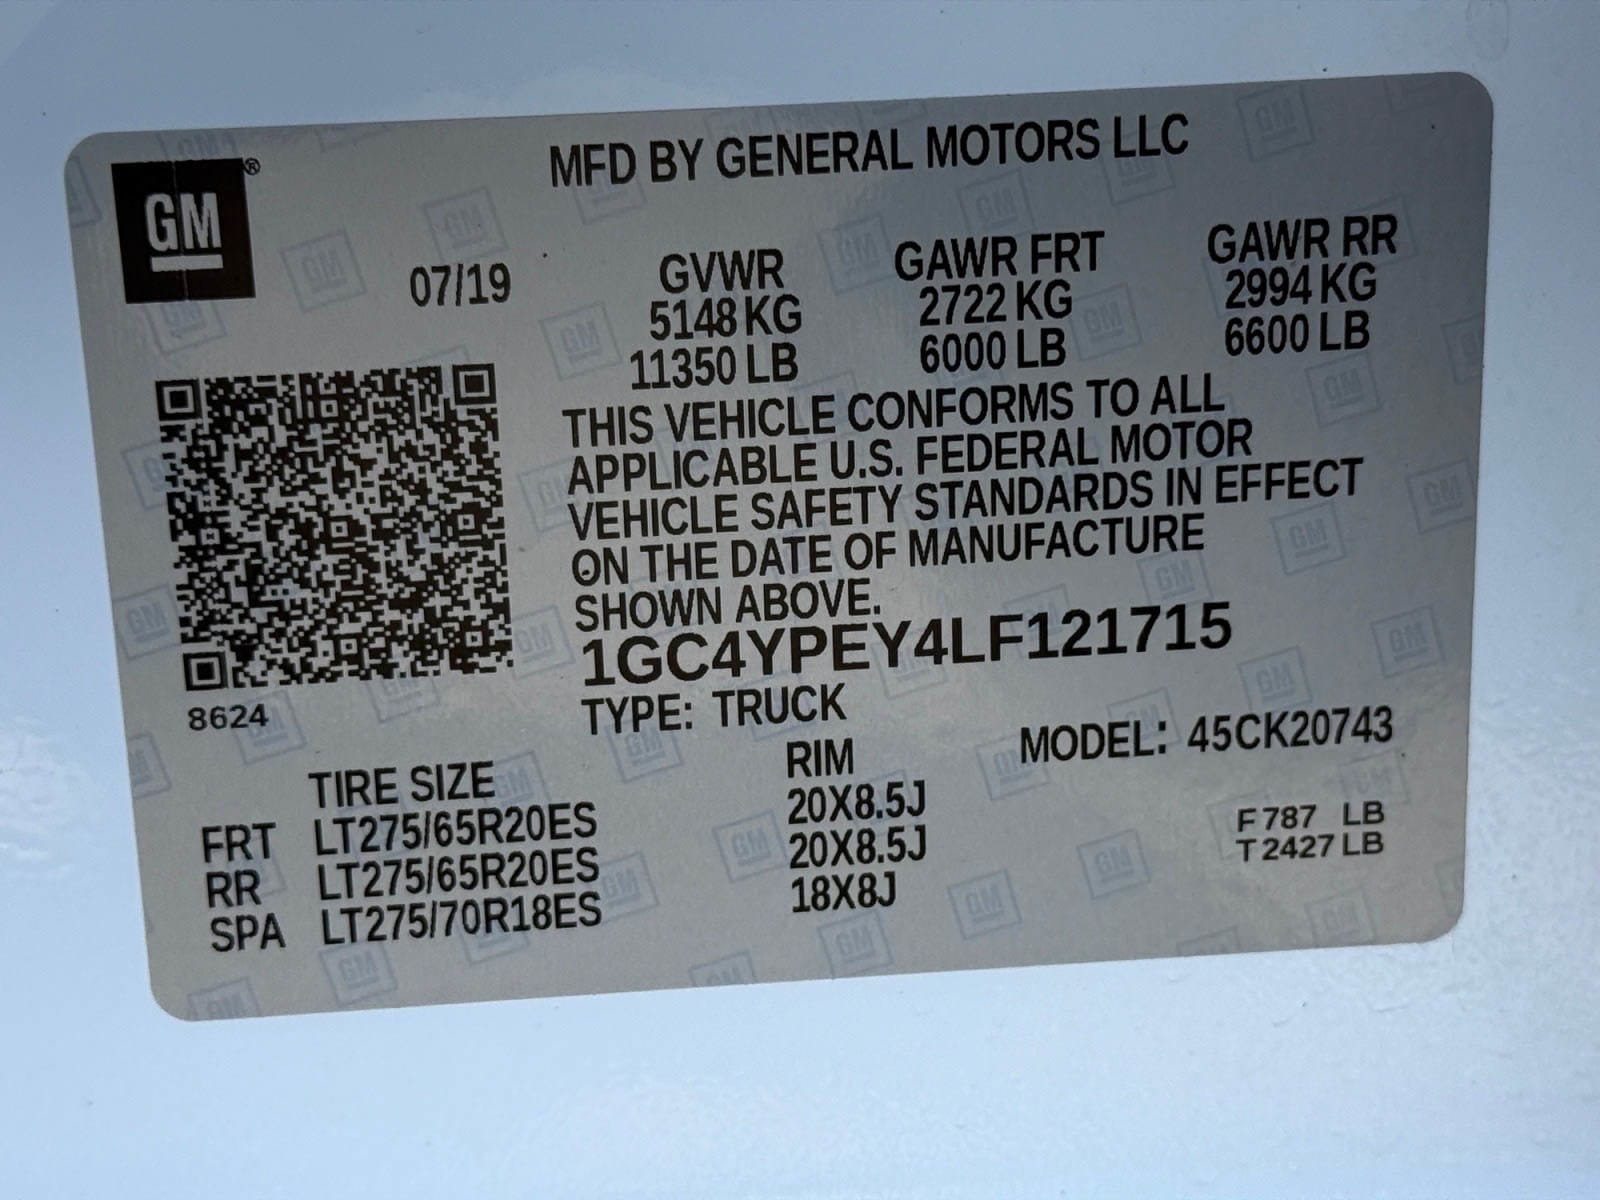 GM®
MFD BY GENERAL MOTORS LLC
07/19
GVWR GAWR FRT GAWR RR
5148 KG 2722 KG 2994 KG
11350 LB 6000 LB 6600 LB
THIS VEHICLE CONFORMS TO ALL
APPLICABLE U.S. FEDERAL MOTOR
VEHICLE SAFETY STANDARDS IN EFFECT
ON THE DATE OF MANUFACTURE
SHOWN ABOVE.
1GC4YPEY4LF121715
8624
TYPE: TRUCK
MODEL: 45CK20743
TIRE SIZE RIM
FRT LT275/65R20ES 20X8.5J
RR LT275/65R20ES 20X8.5J
SPA LT275/70R18ES 18X8J
F 787 LB
T 2427 LB